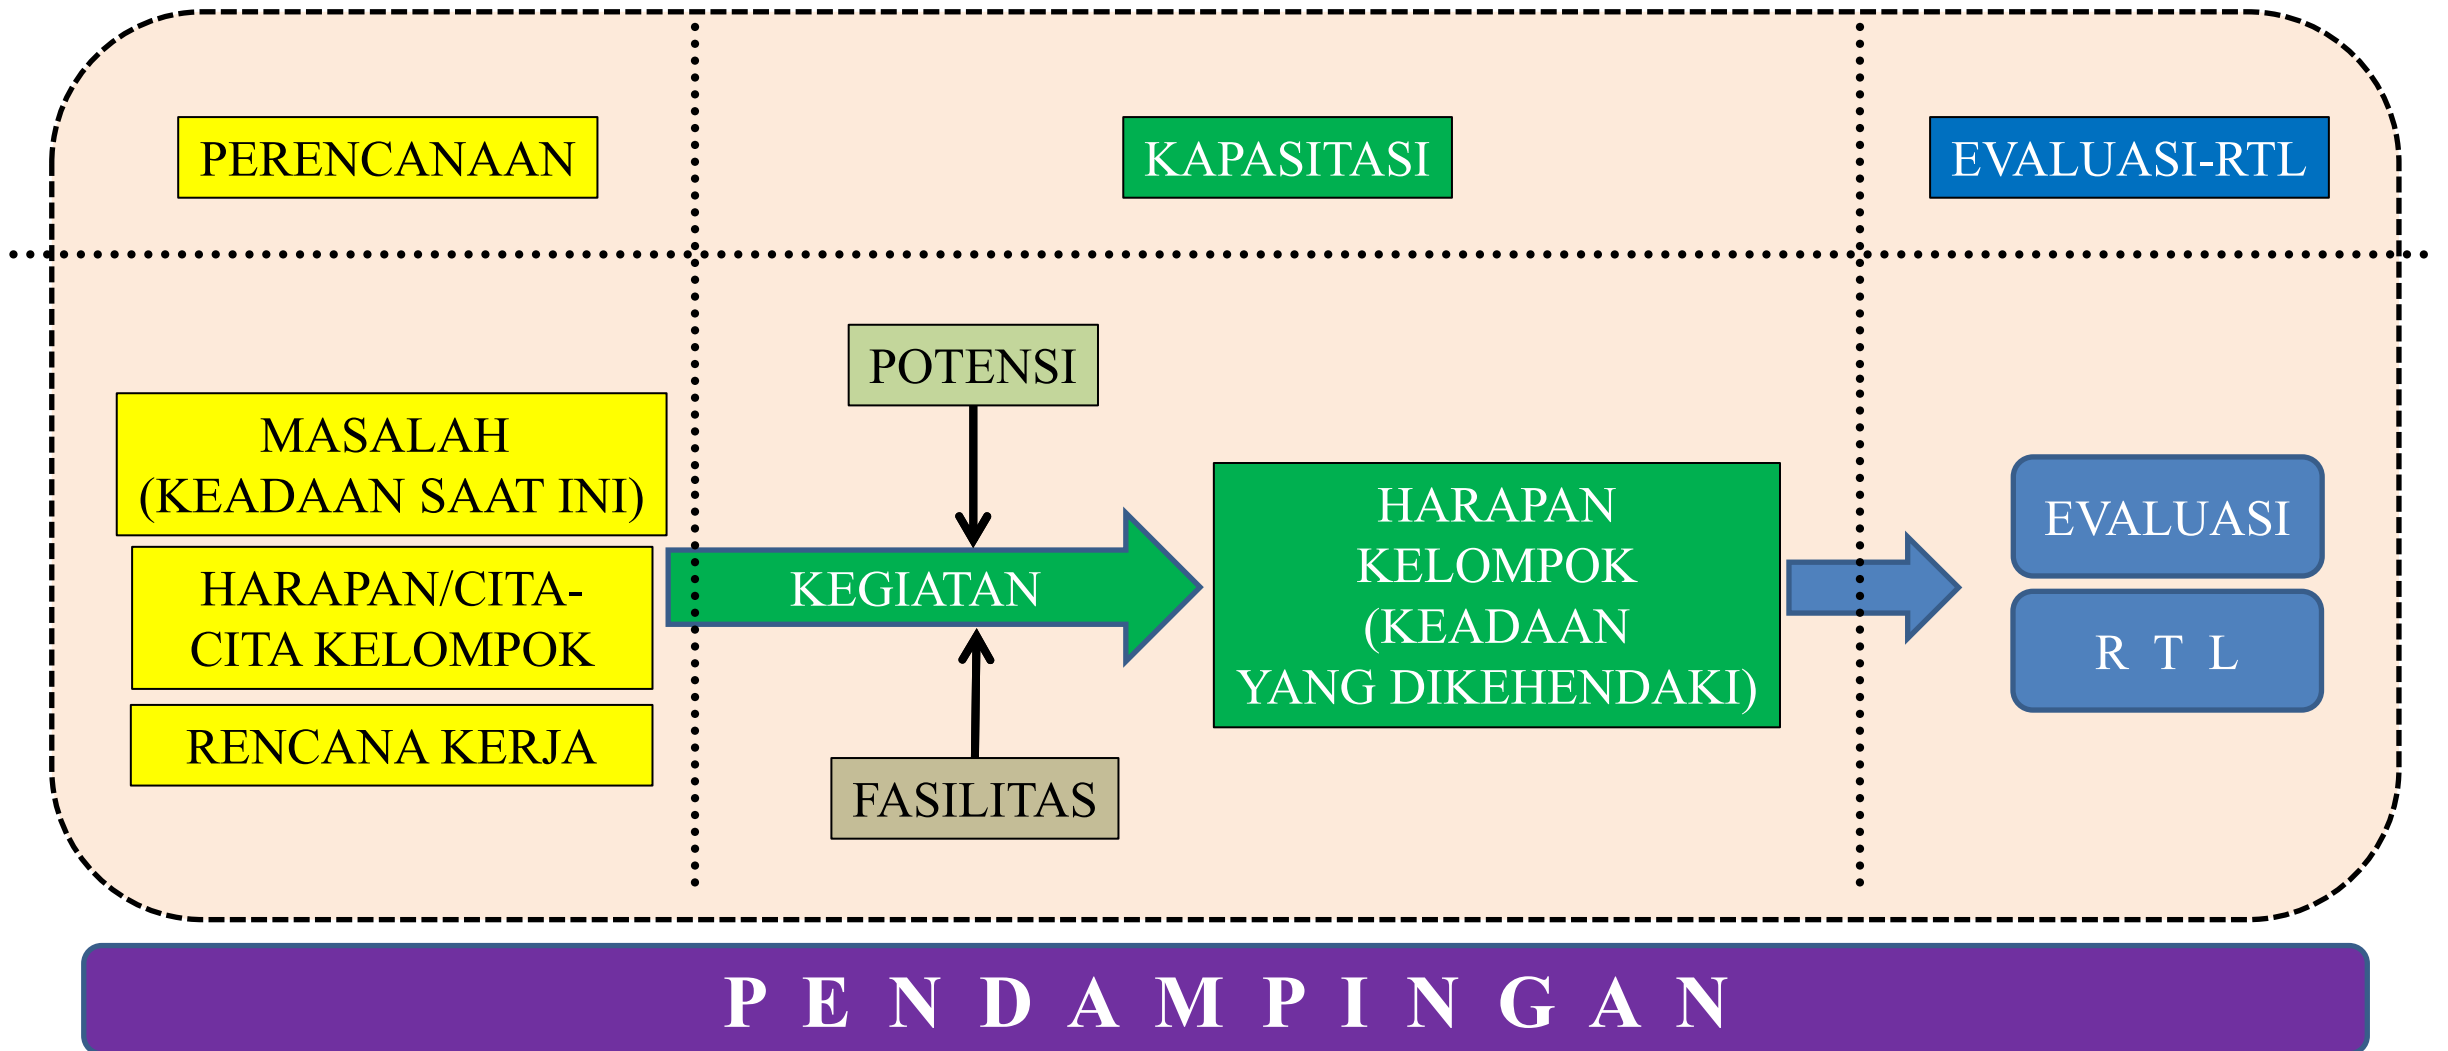 PERENCANAAN
KAPASITASI
EVALUASI-RTL
MASALAH
(KEADAAN SAAT INI)
HARAPAN/CITA-
CITA KELOMPOK
RENCANA KERJA
POTENSI
KEGIATAN
FASILITAS
HARAPAN
KELOMPOK
(KEADAAN
YANG DIKEHENDAKI)
EVALUASI
R T L
P E N D A M P I N G A N